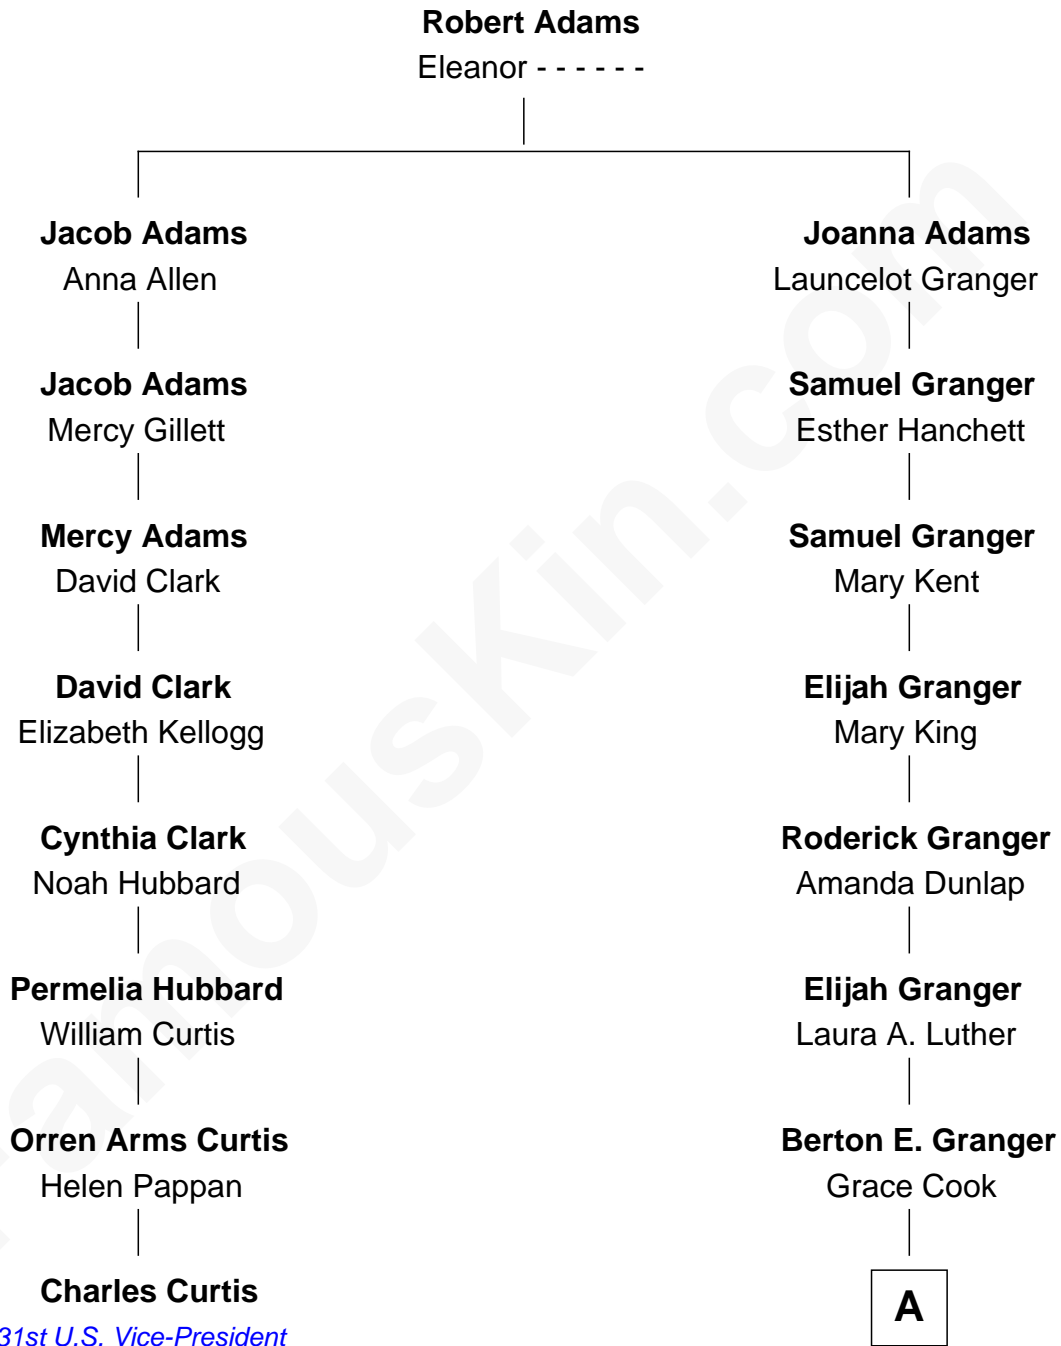 Robert Adams
Eleanor - - - - - -
Jacob Adams
Anna Allen
Joanna Adams
Launcelot Granger
Jacob Adams
Mercy Gillett
Samuel Granger
Esther Hanchett
Mercy Adams
David Clark
Samuel Granger
Mary Kent
David Clark
Elizabeth Kellogg
Elijah Granger
Mary King
Cynthia Clark
Noah Hubbard
Roderick Granger
Amanda Dunlap
Permelia Hubbard
William Curtis
Elijah Granger
Laura A. Luther
Orren Arms Curtis
Helen Pappan
Berton E. Granger
Grace Cook
Charles Curtis
31st U.S. Vice-President
A
FamousKin.com